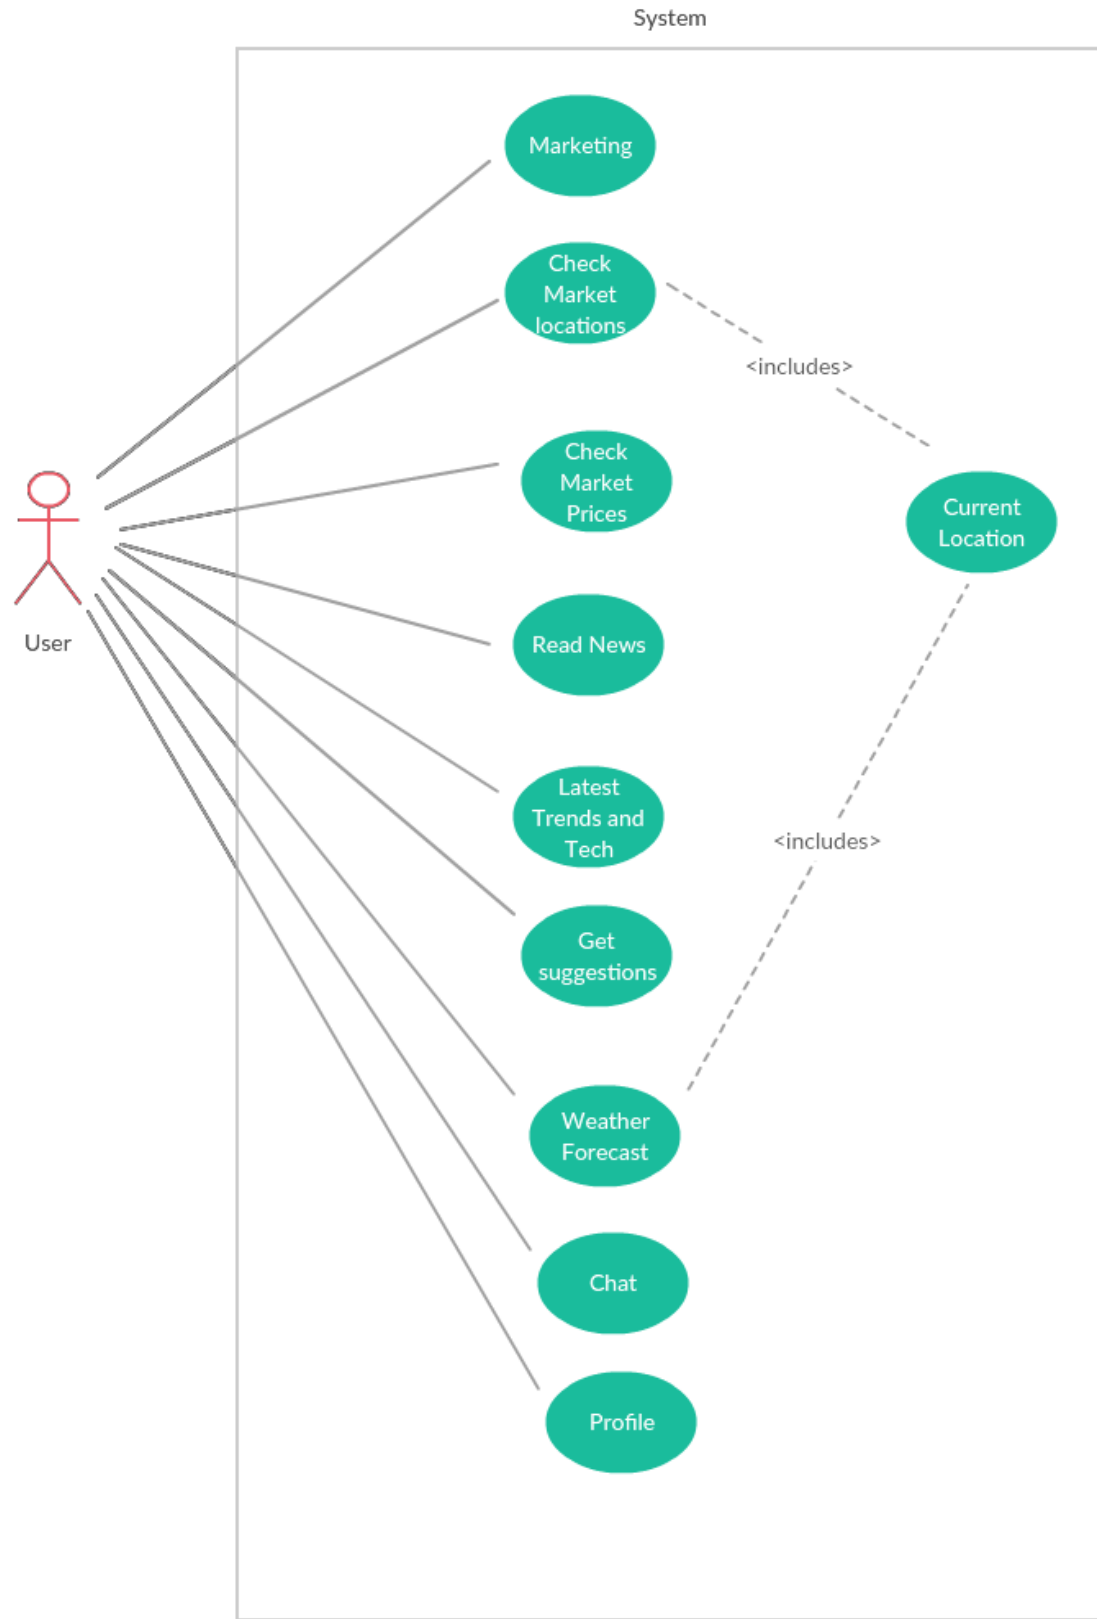 System
Marketing
Check
Market
locations
<includes>
Check
Market
Prices
Current
Location
User
Read News
Latest
Trends and
Tech
<includes>
Get
suggestions
Weather
Forecast
Chat
Profile